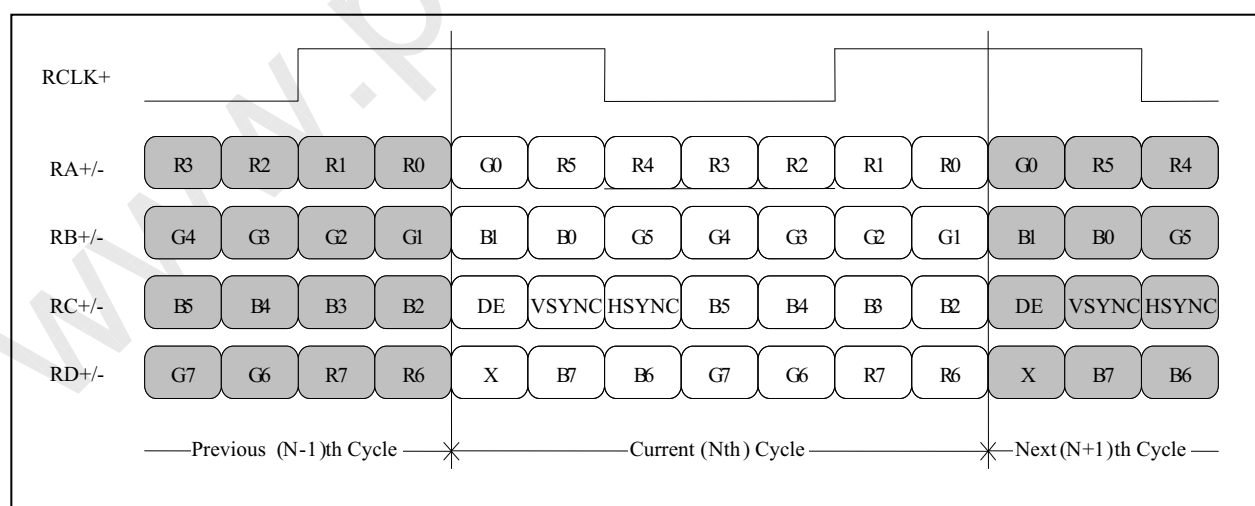 www.p
RCLK+
RA+/- R3 R2 R1 R0 G0 R5 R4 R3 R2 R1 R0 G0 R5 R4
RB+/- G4 G3 G2 G1 B1 B0 G5 G4 G3 G2 G1 B1 B0 G5
RC+/- B5 B4 B3 B2 DE VSYNC HSYNC B5 B4 B3 B2 DE VSYNC HSYNC
RD+/- G7 G6 R7 R6 X B7 B6 G7 G6 R7 R6 X B7 B6
Previous (N-1)th Cycle Current (Nth) Cycle Next (N+1)th Cycle